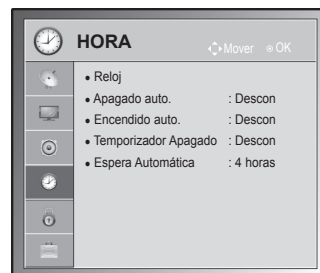 HORA
Mover OK
• Reloj
• Apagado auto. : Descon
• Encendido auto. : Descon
• Temporizador Apagado : Descon
• Espera Automática : 4 horas